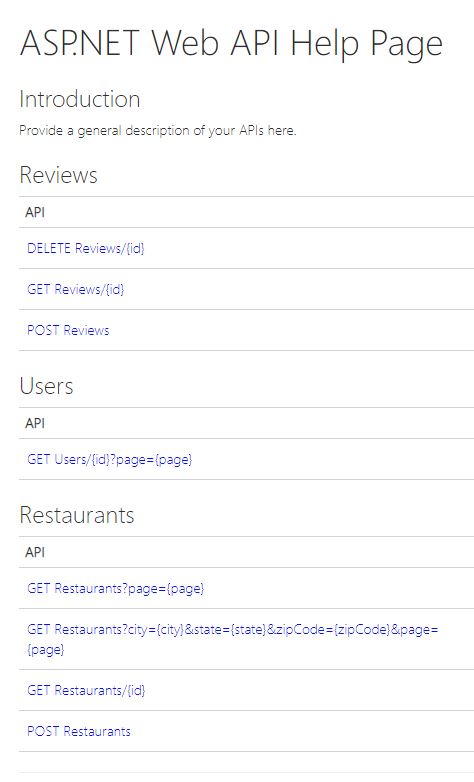 ASP.NET Web API Help Page
Introduction
Provide a general description of your APIs here.
Reviews
API
DELETE Reviews/{id}
GET Reviews/{id}
POST Reviews
Users
API
GET Users/{id}?page={page}
Restaurants
API
GET Restaurants?page={page}
GET Restaurants?city={city}&state={state}&zipCode={zipCode}&page=
{page}
GET Restaurants/{id}
POST Restaurants